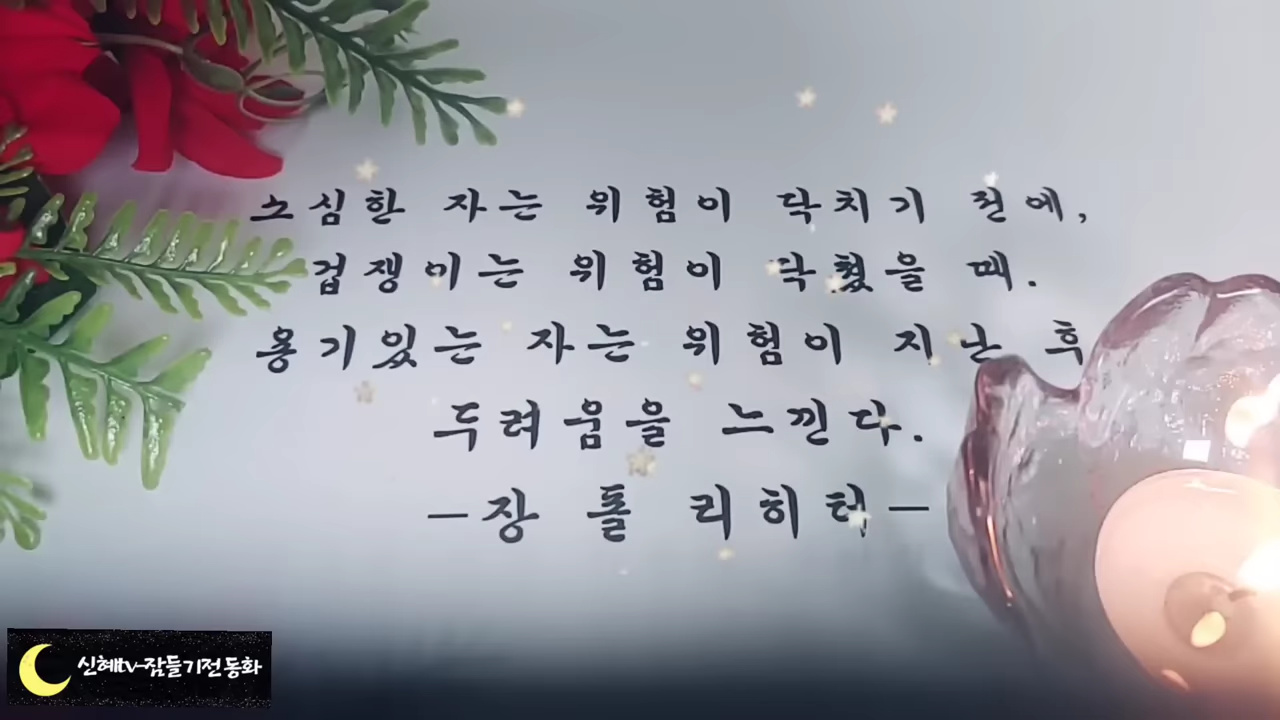 소심한 자는 위험이 닥치기 전에,
겁쟁이는 위험이 닥쳤을 때.
용기있는 자는 위험이 지난 후
두려움을 느낀다.
-장 폴 리히터-
신혜tv-잠들기전 동화